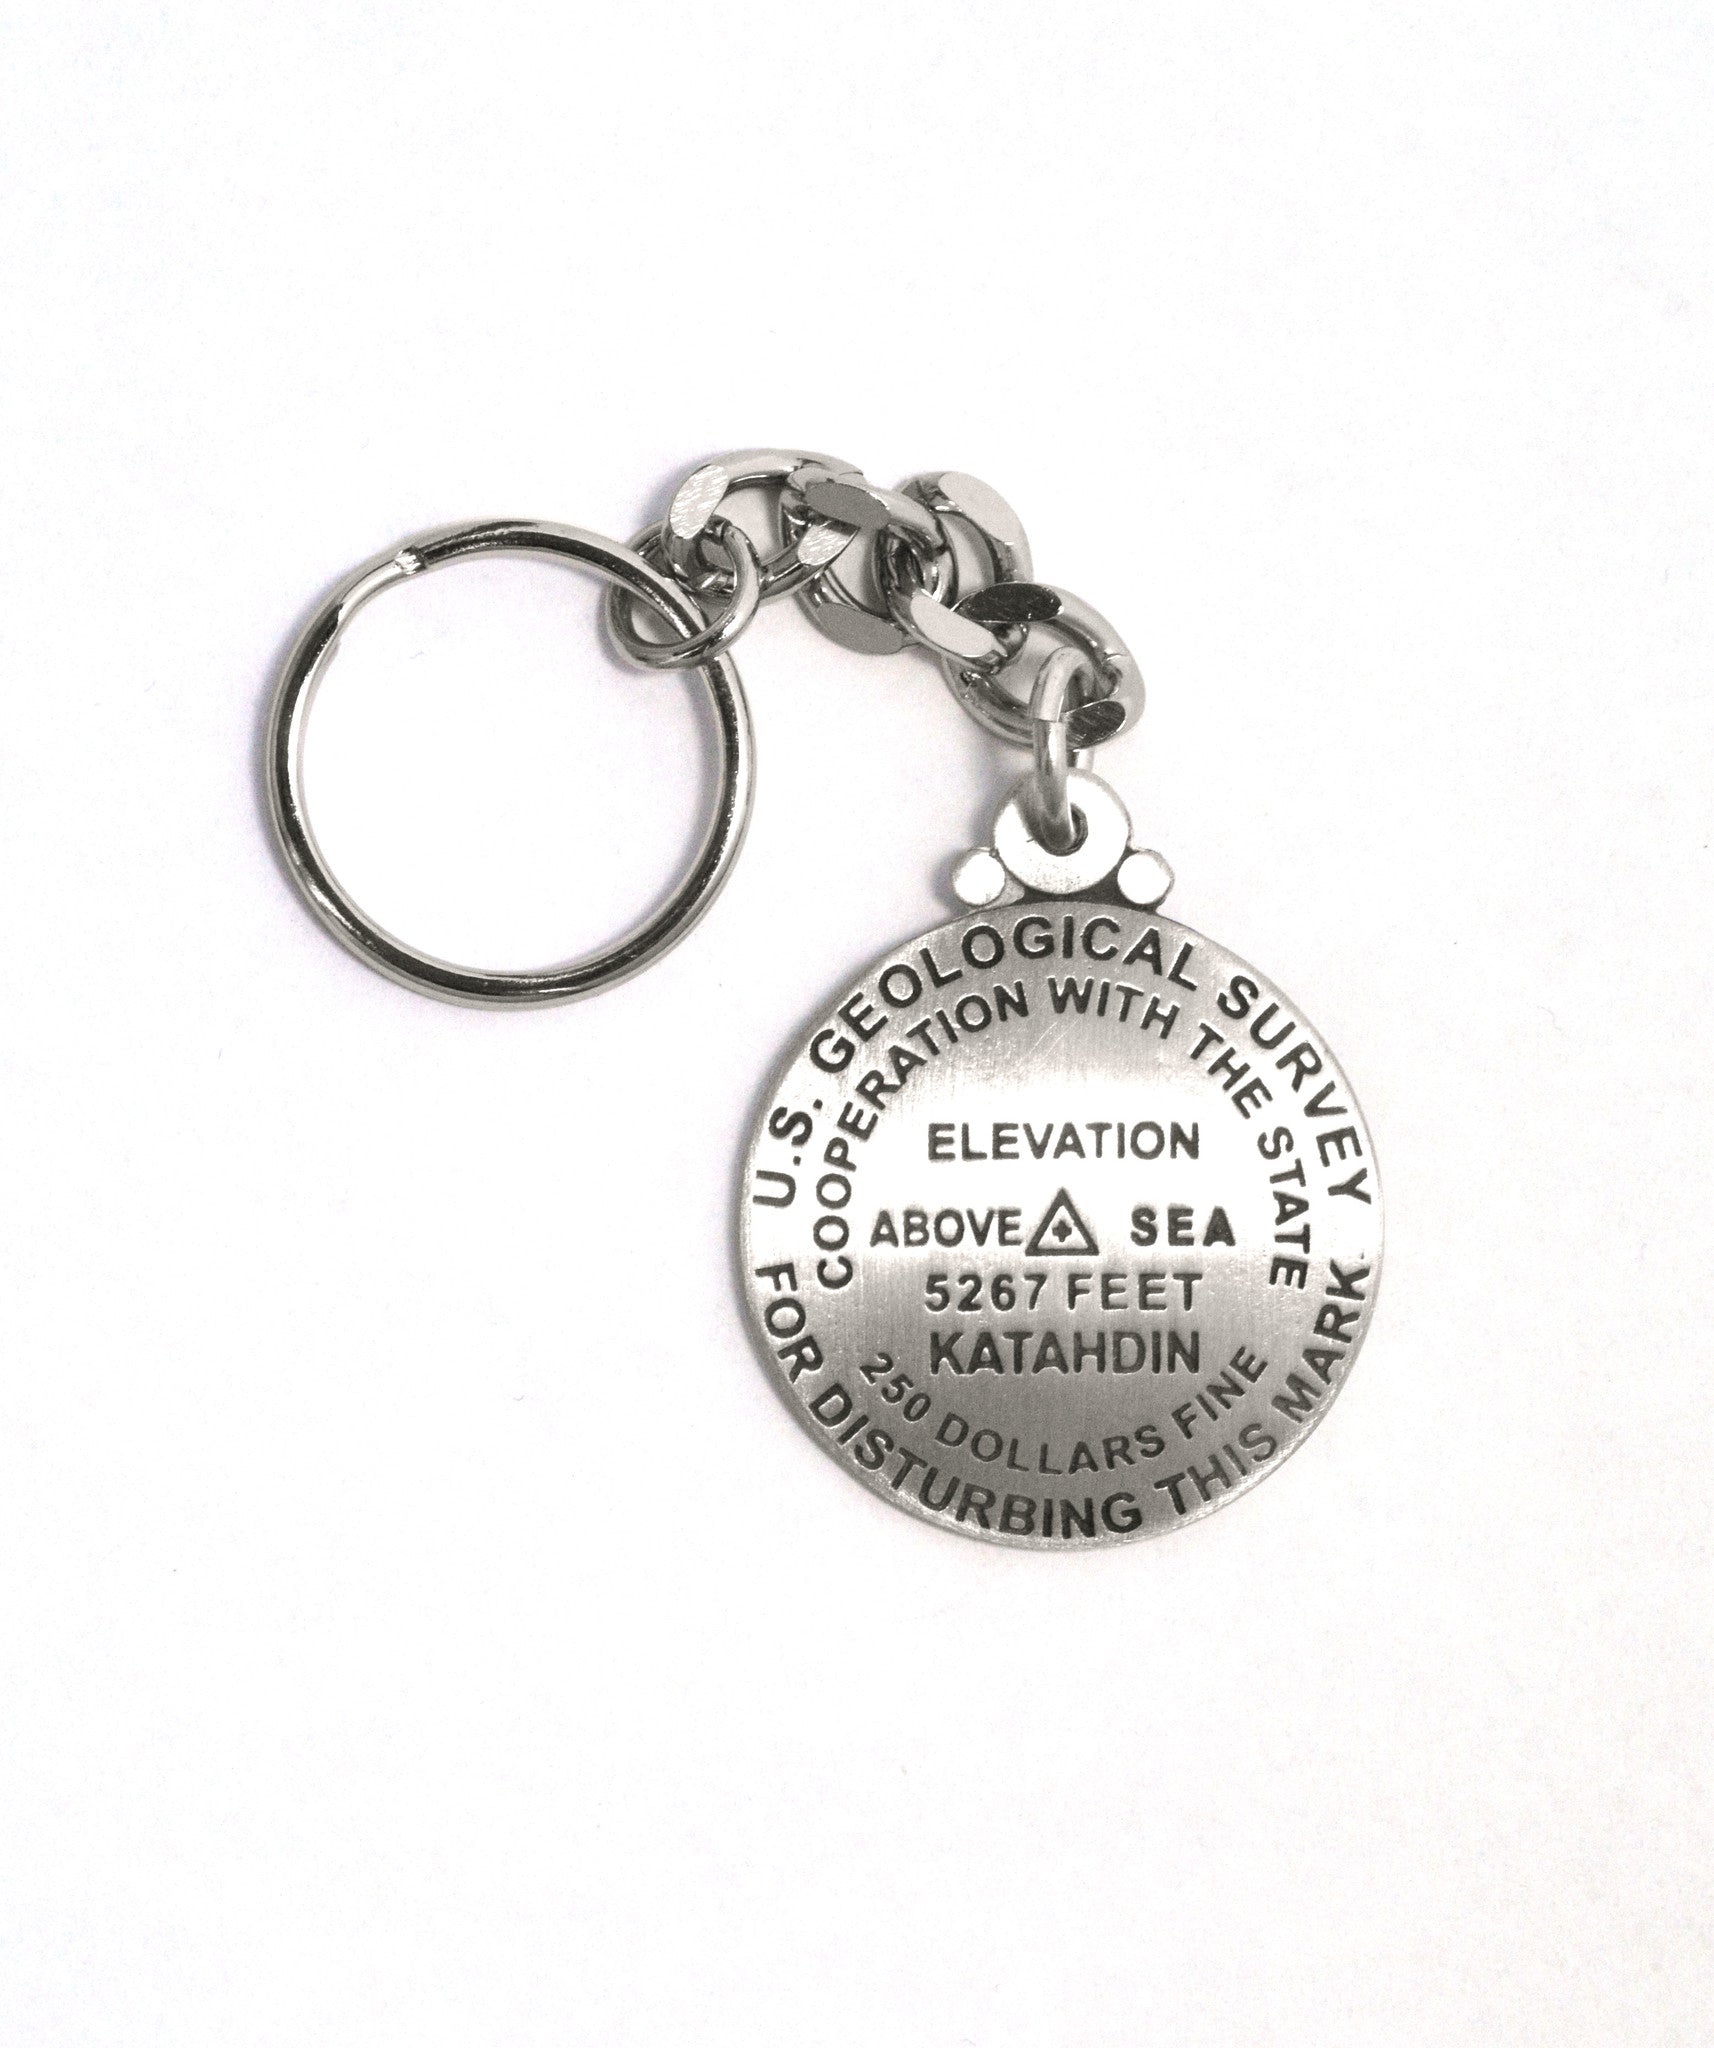 U.S. GEOLOGICAL SURVEY
COOPERATION WITH THE STATE
ELEVATION
ABOVE SEA
5267 FEET
KATAHDIN
250 DOLLARS FINE
FOR DISTURBING THIS MARK